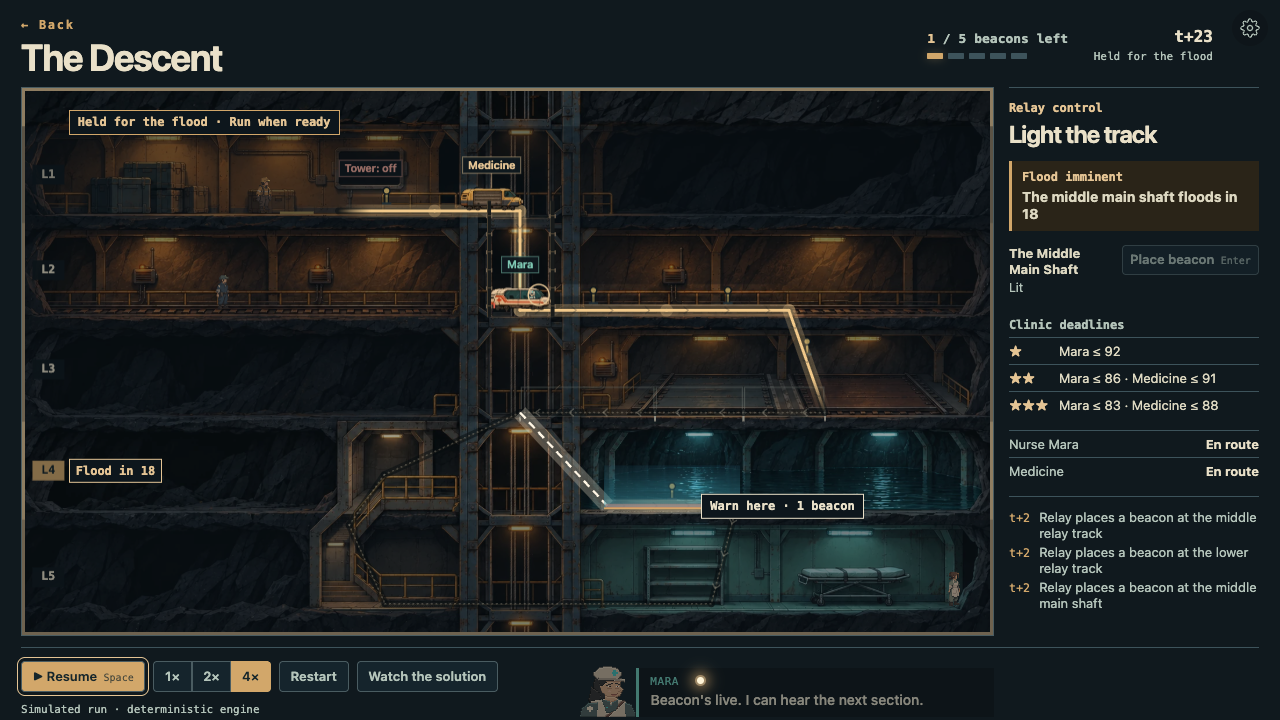 ← Back
The Descent
1 / 5 beacons left
t+23
Held for the flood
Held for the flood · Run when ready
L1
Tower: off
Medicine
L2
Mara
L3
L4
Flood in 18
Warn here · 1 beacon
L5
Relay control
Light the track
Flood imminent
The middle main shaft floods in
18
The Middle
Main Shaft
Lit
Place beacon Enter
Clinic deadlines
★ Mara ≤ 92
★★ Mara ≤ 86 · Medicine ≤ 91
★★★ Mara ≤ 83 · Medicine ≤ 88
Nurse Mara En route
Medicine En route
t+2 Relay places a beacon at the middle
relay track
t+2 Relay places a beacon at the lower
relay track
t+2 Relay places a beacon at the middle
main shaft
▶ Resume Space
1×
2×
4×
Restart
Watch the solution
Simulated run · deterministic engine
MARA
Beacon's live. I can hear the next section.